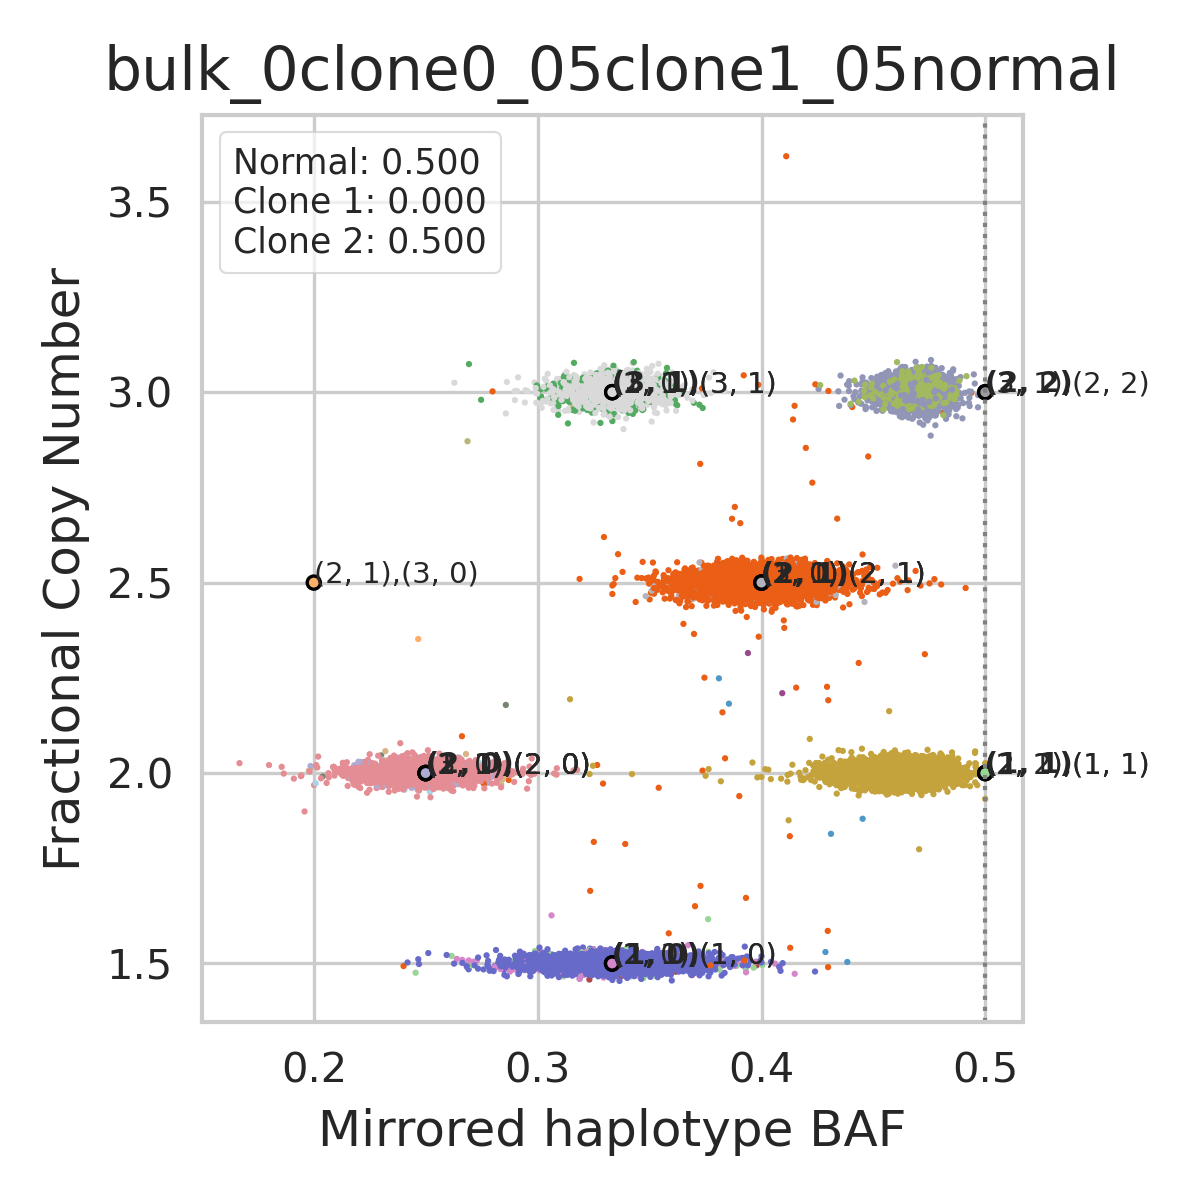 bulk_0clone0_05clone1_05normal
Normal: 0.500
Clone 1: 0.000
Clone 2: 0.500
3.5
3.0
2.5
2.0
1.5
Fractional Copy Number
(3, 1)
(2, 2)
(2, 1),(3, 0)
(2, 1)
(2, 0)
(1, 1)
(1, 0)
0.2
0.3
0.4
0.5
Mirrored haplotype BAF